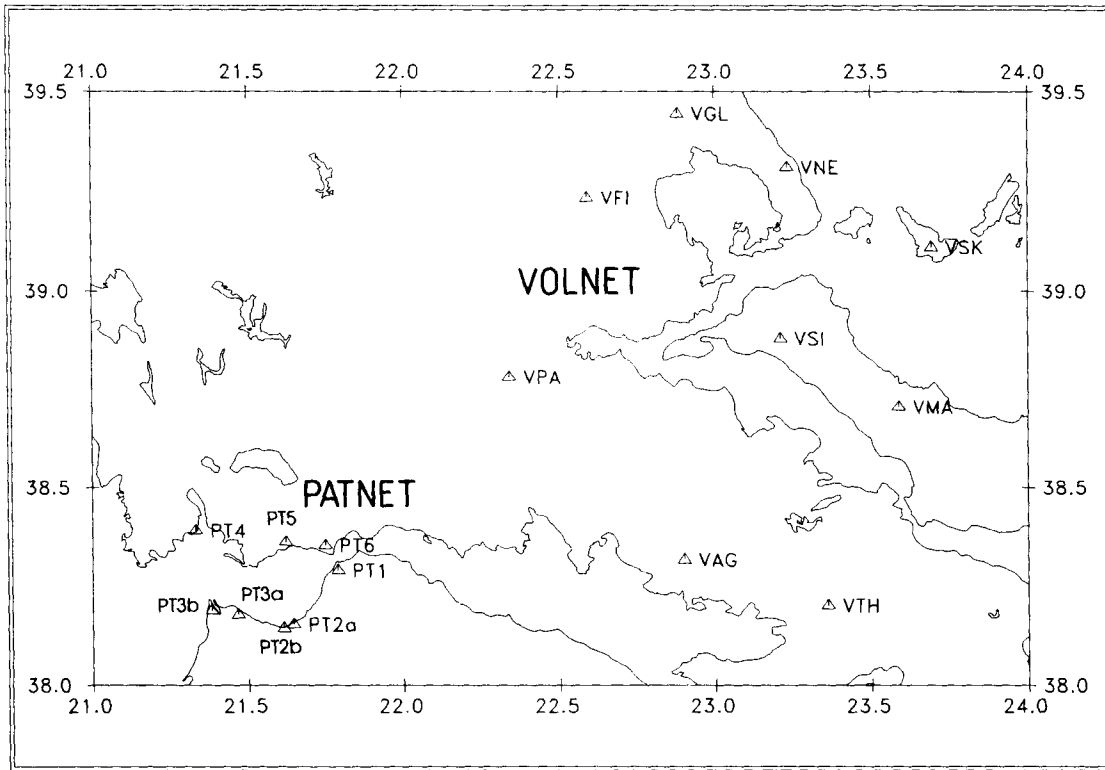 21.0 21.5 22.0 22.5 23.0 23.5 24.0
39.5 39.5
VGL
VNE
VFI
VSK
39.0 VOLNET 39.0
VSI
VPA
VMA
38.5 PATNET 38.5
PT5
PT4
PT6
PT1
VAG
PT3b PT3a
PT2a
PT2b
VTH
38.0 38.0
21.0 21.5 22.0 22.5 23.0 23.5 24.0